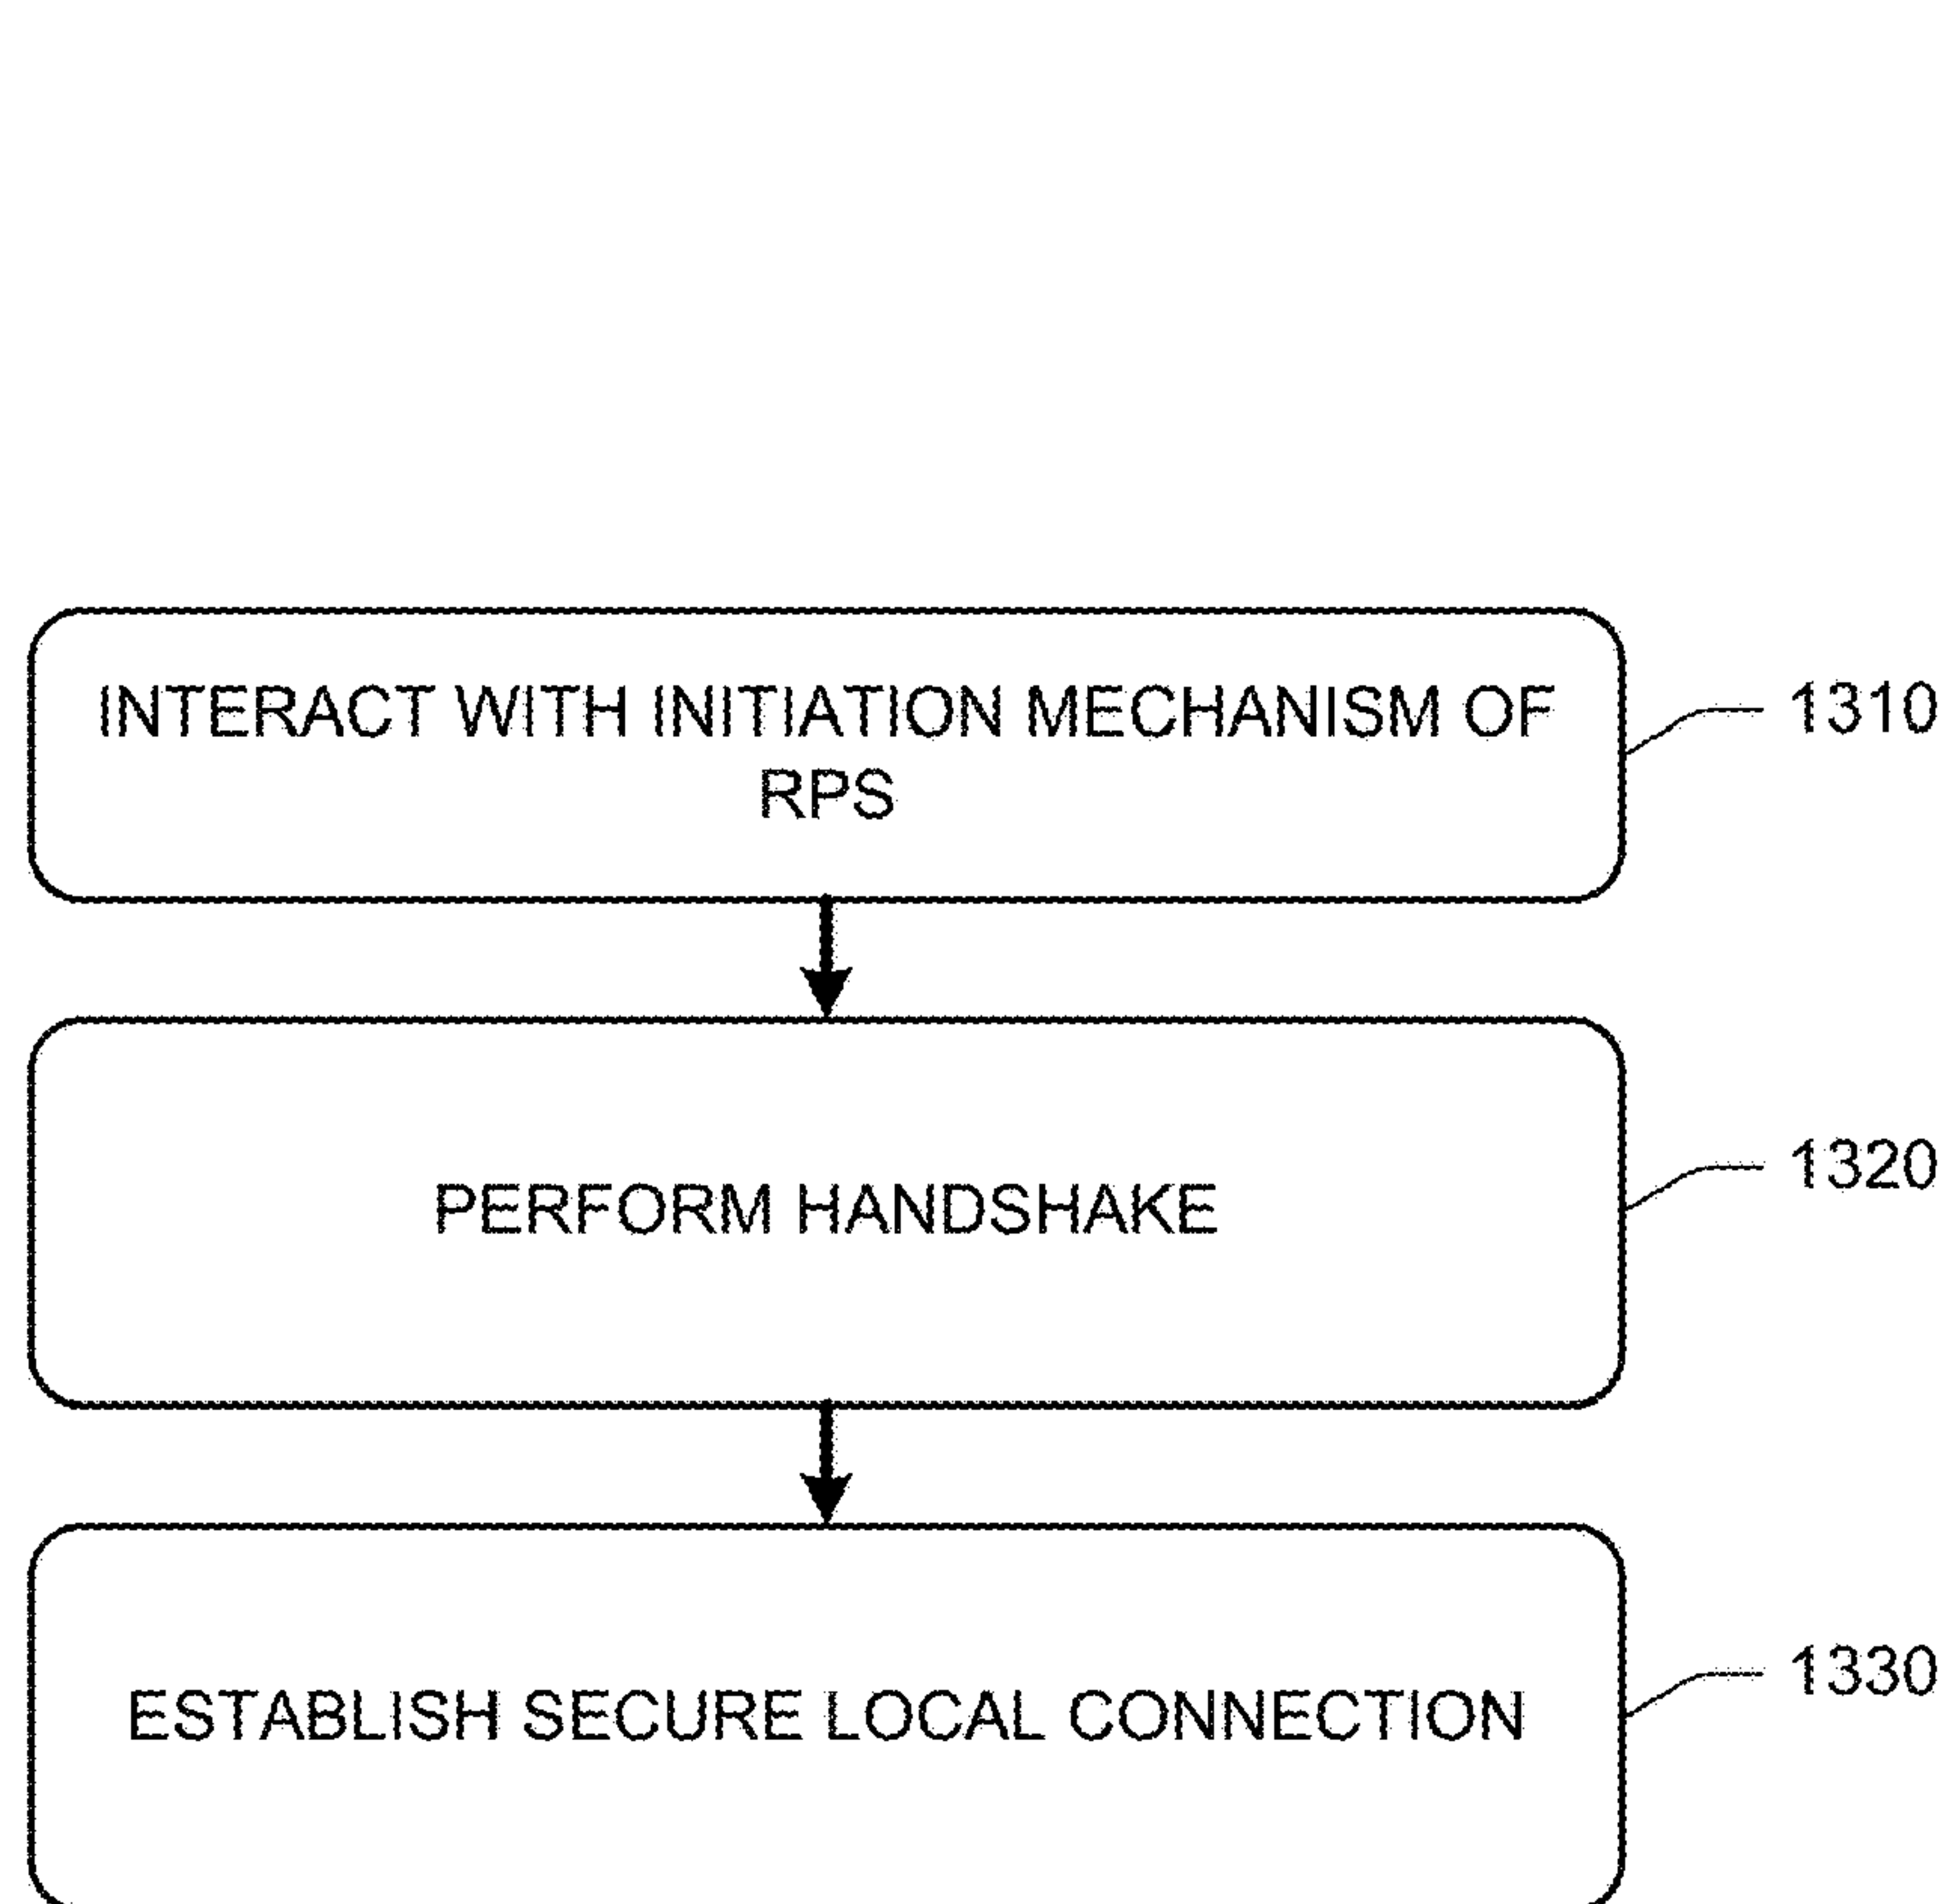 INTERACT WITH INITIATION MECHANISM OF
RPS
1310
PERFORM HANDSHAKE
1320
ESTABLISH SECURE LOCAL CONNECTION
1330